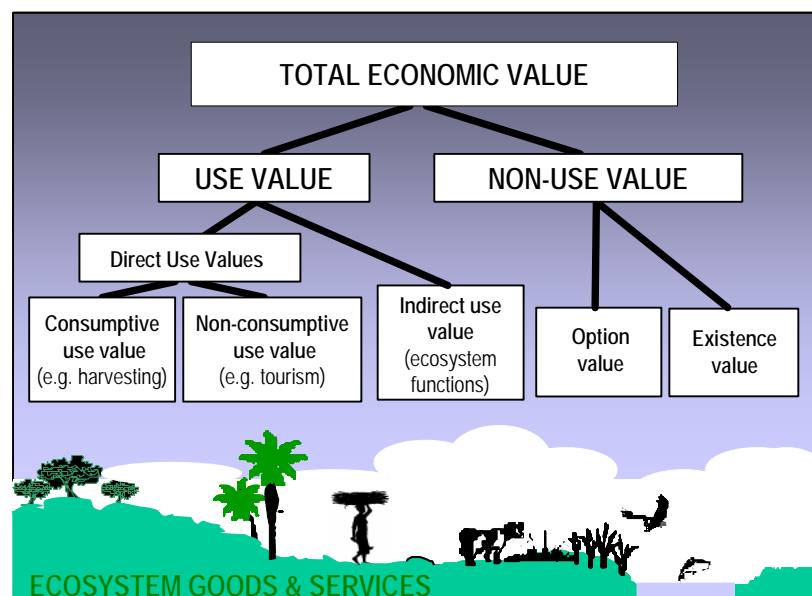 TOTAL ECONOMIC VALUE
USE VALUE
NON-USE VALUE
Direct Use Values
Consumptive
use value
(e.g. harvesting)
Non-consumptive
use value
(e.g. tourism)
Indirect use
value
(ecosystem
functions)
Option
value
Existence
value
ECOSYSTEM GOODS & SERVICES